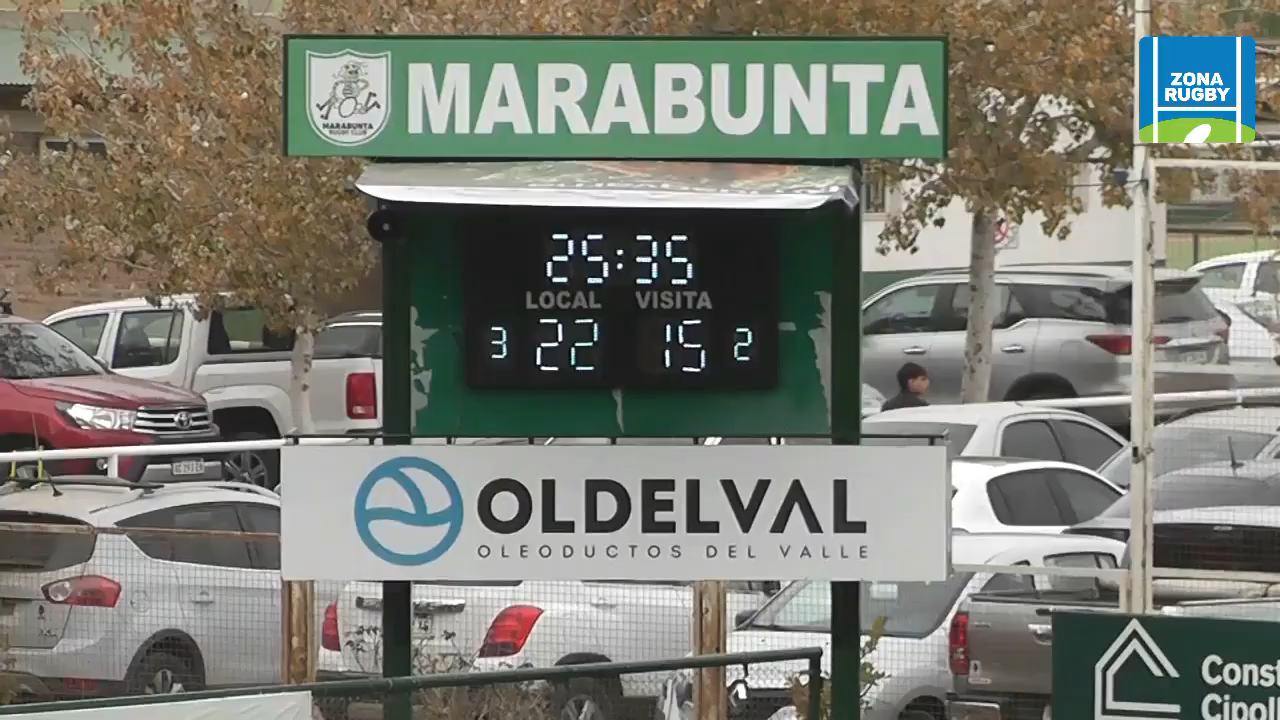 MARABUNTA
MARABUNTA
RUGBY CLUB
ZONA
RUGBY
25:35
LOCAL VISITA
3 22 15 2
OLDELVAL
OLEODUCTOS DEL VALLE
Const
Cipol